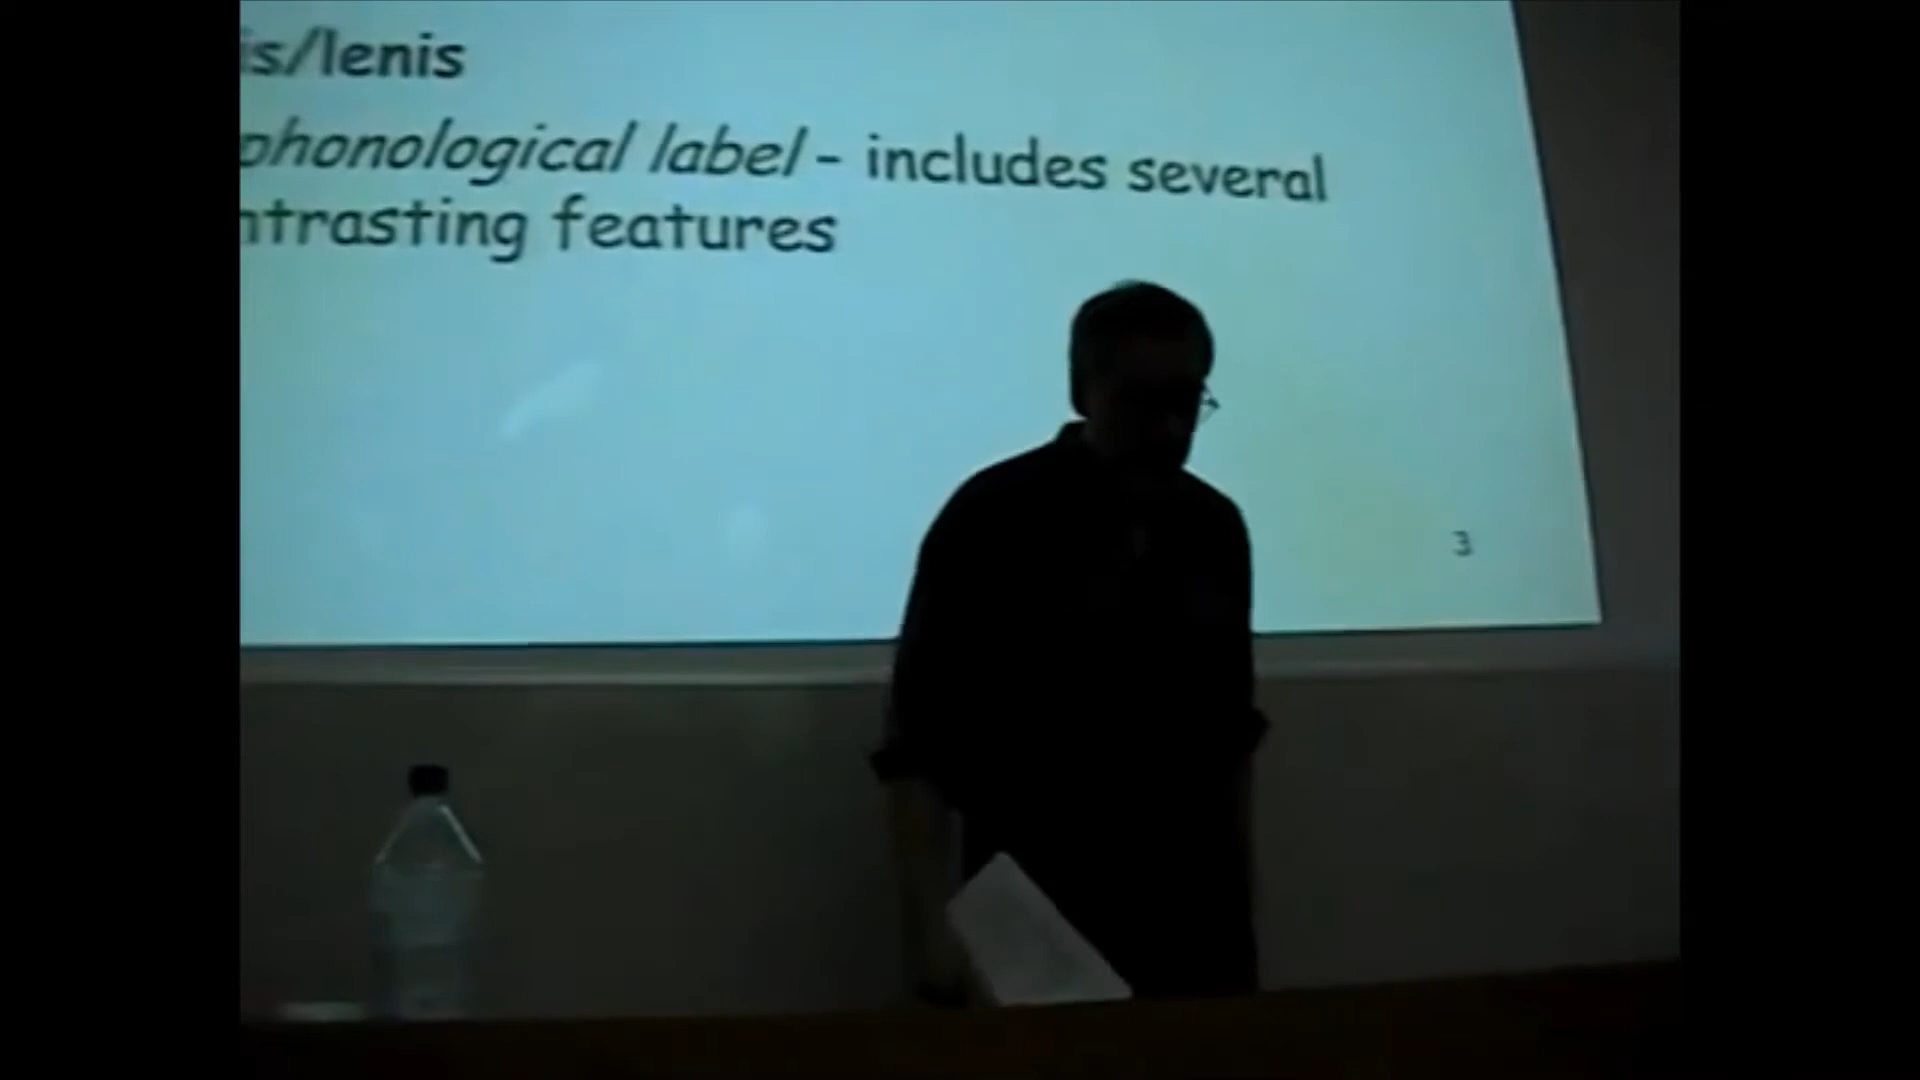 is/lenis
phonological label - includes several
ntrasting features
3